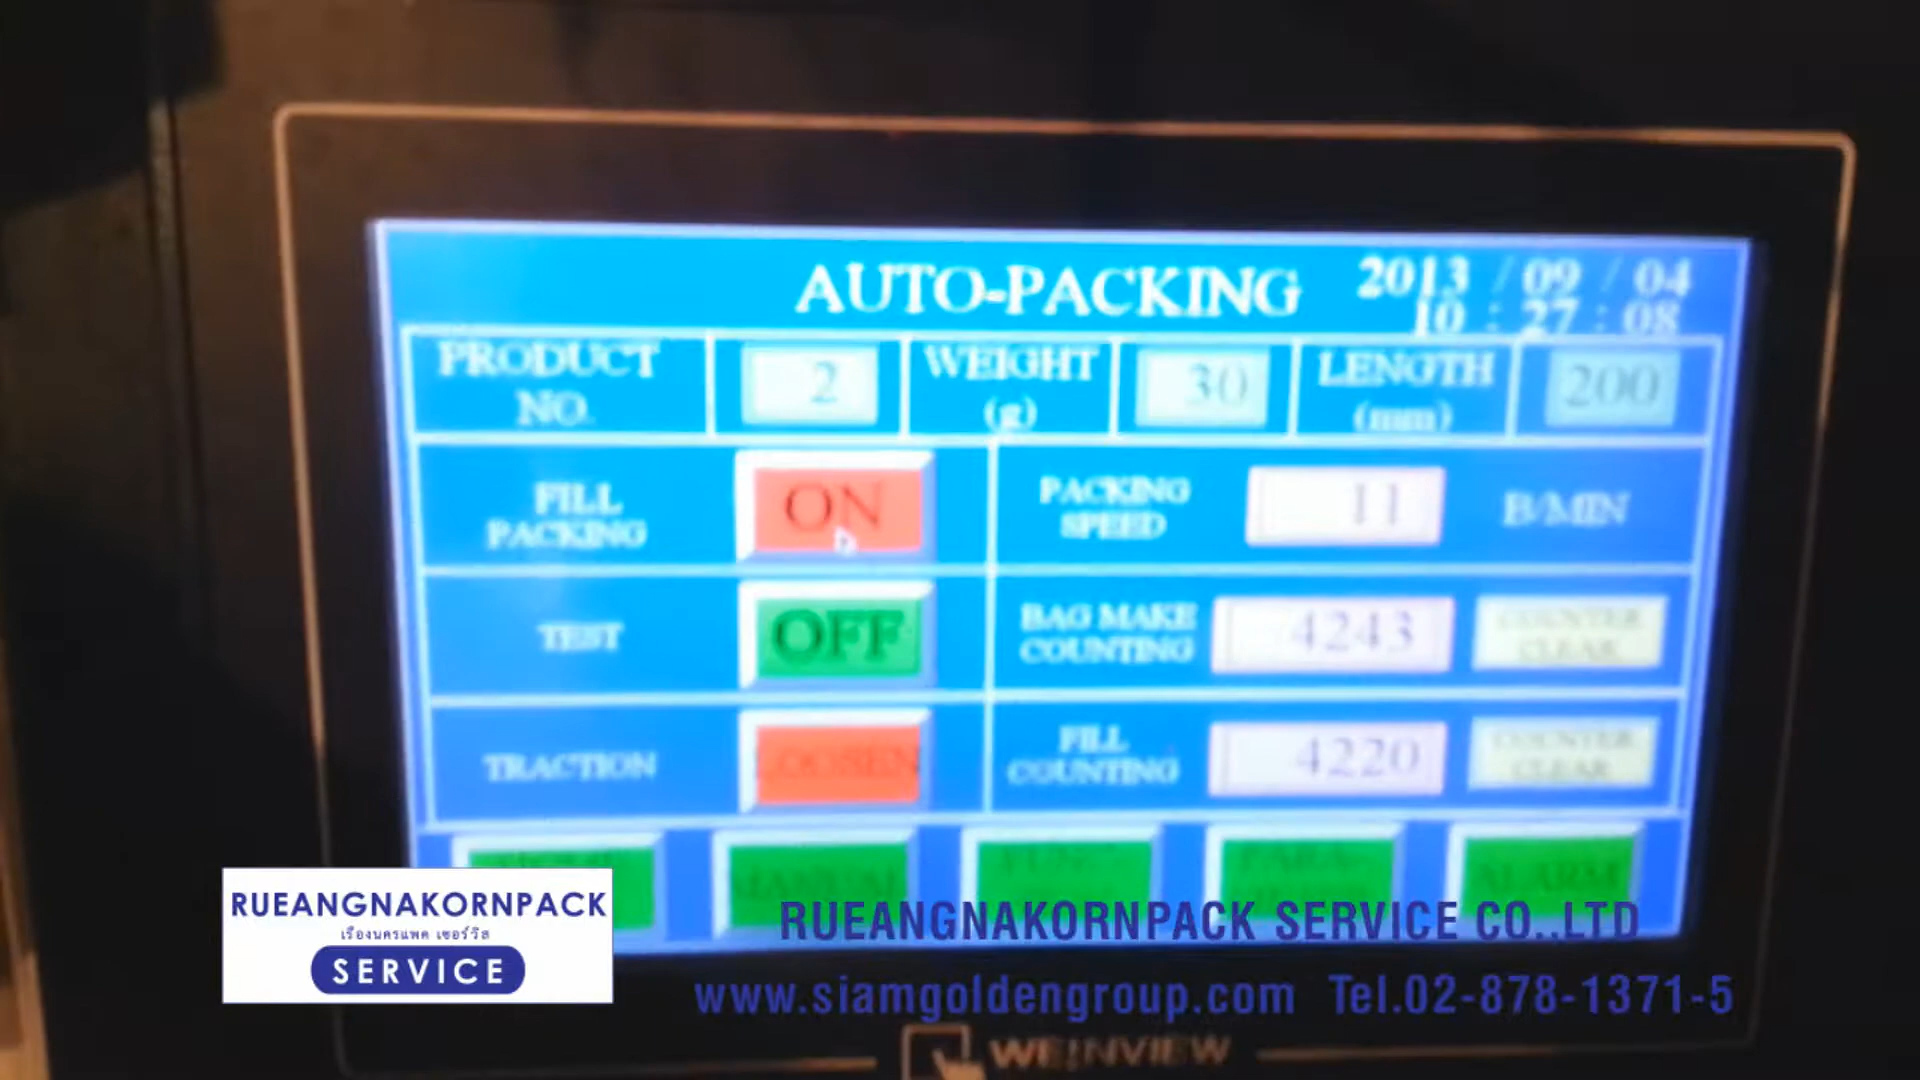 AUTO-PACKING
2013 / 09 / 04
10 : 27 : 08
PRODUCT NO.
2
WEIGHT (g)
30
LENGTH (mm)
200
FILL PACKING
ON
PACKING SPEED
11
B/MIN
TEST
OFF
BAG MAKE COUNTING
4243
COUNTER CLEAR
TRACTION
LOOSEN
FILL COUNTING
4220
COUNTER CLEAR
MANUAL
ALARM
RUEANGNAKORNPACK
เรืองนครแพค เซอร์วิส
SERVICE
RUEANGNAKORNPACK SERVICE CO.,LTD
www.siamgoldengroup.com Tel.02-878-1371-5
WEINVIEW